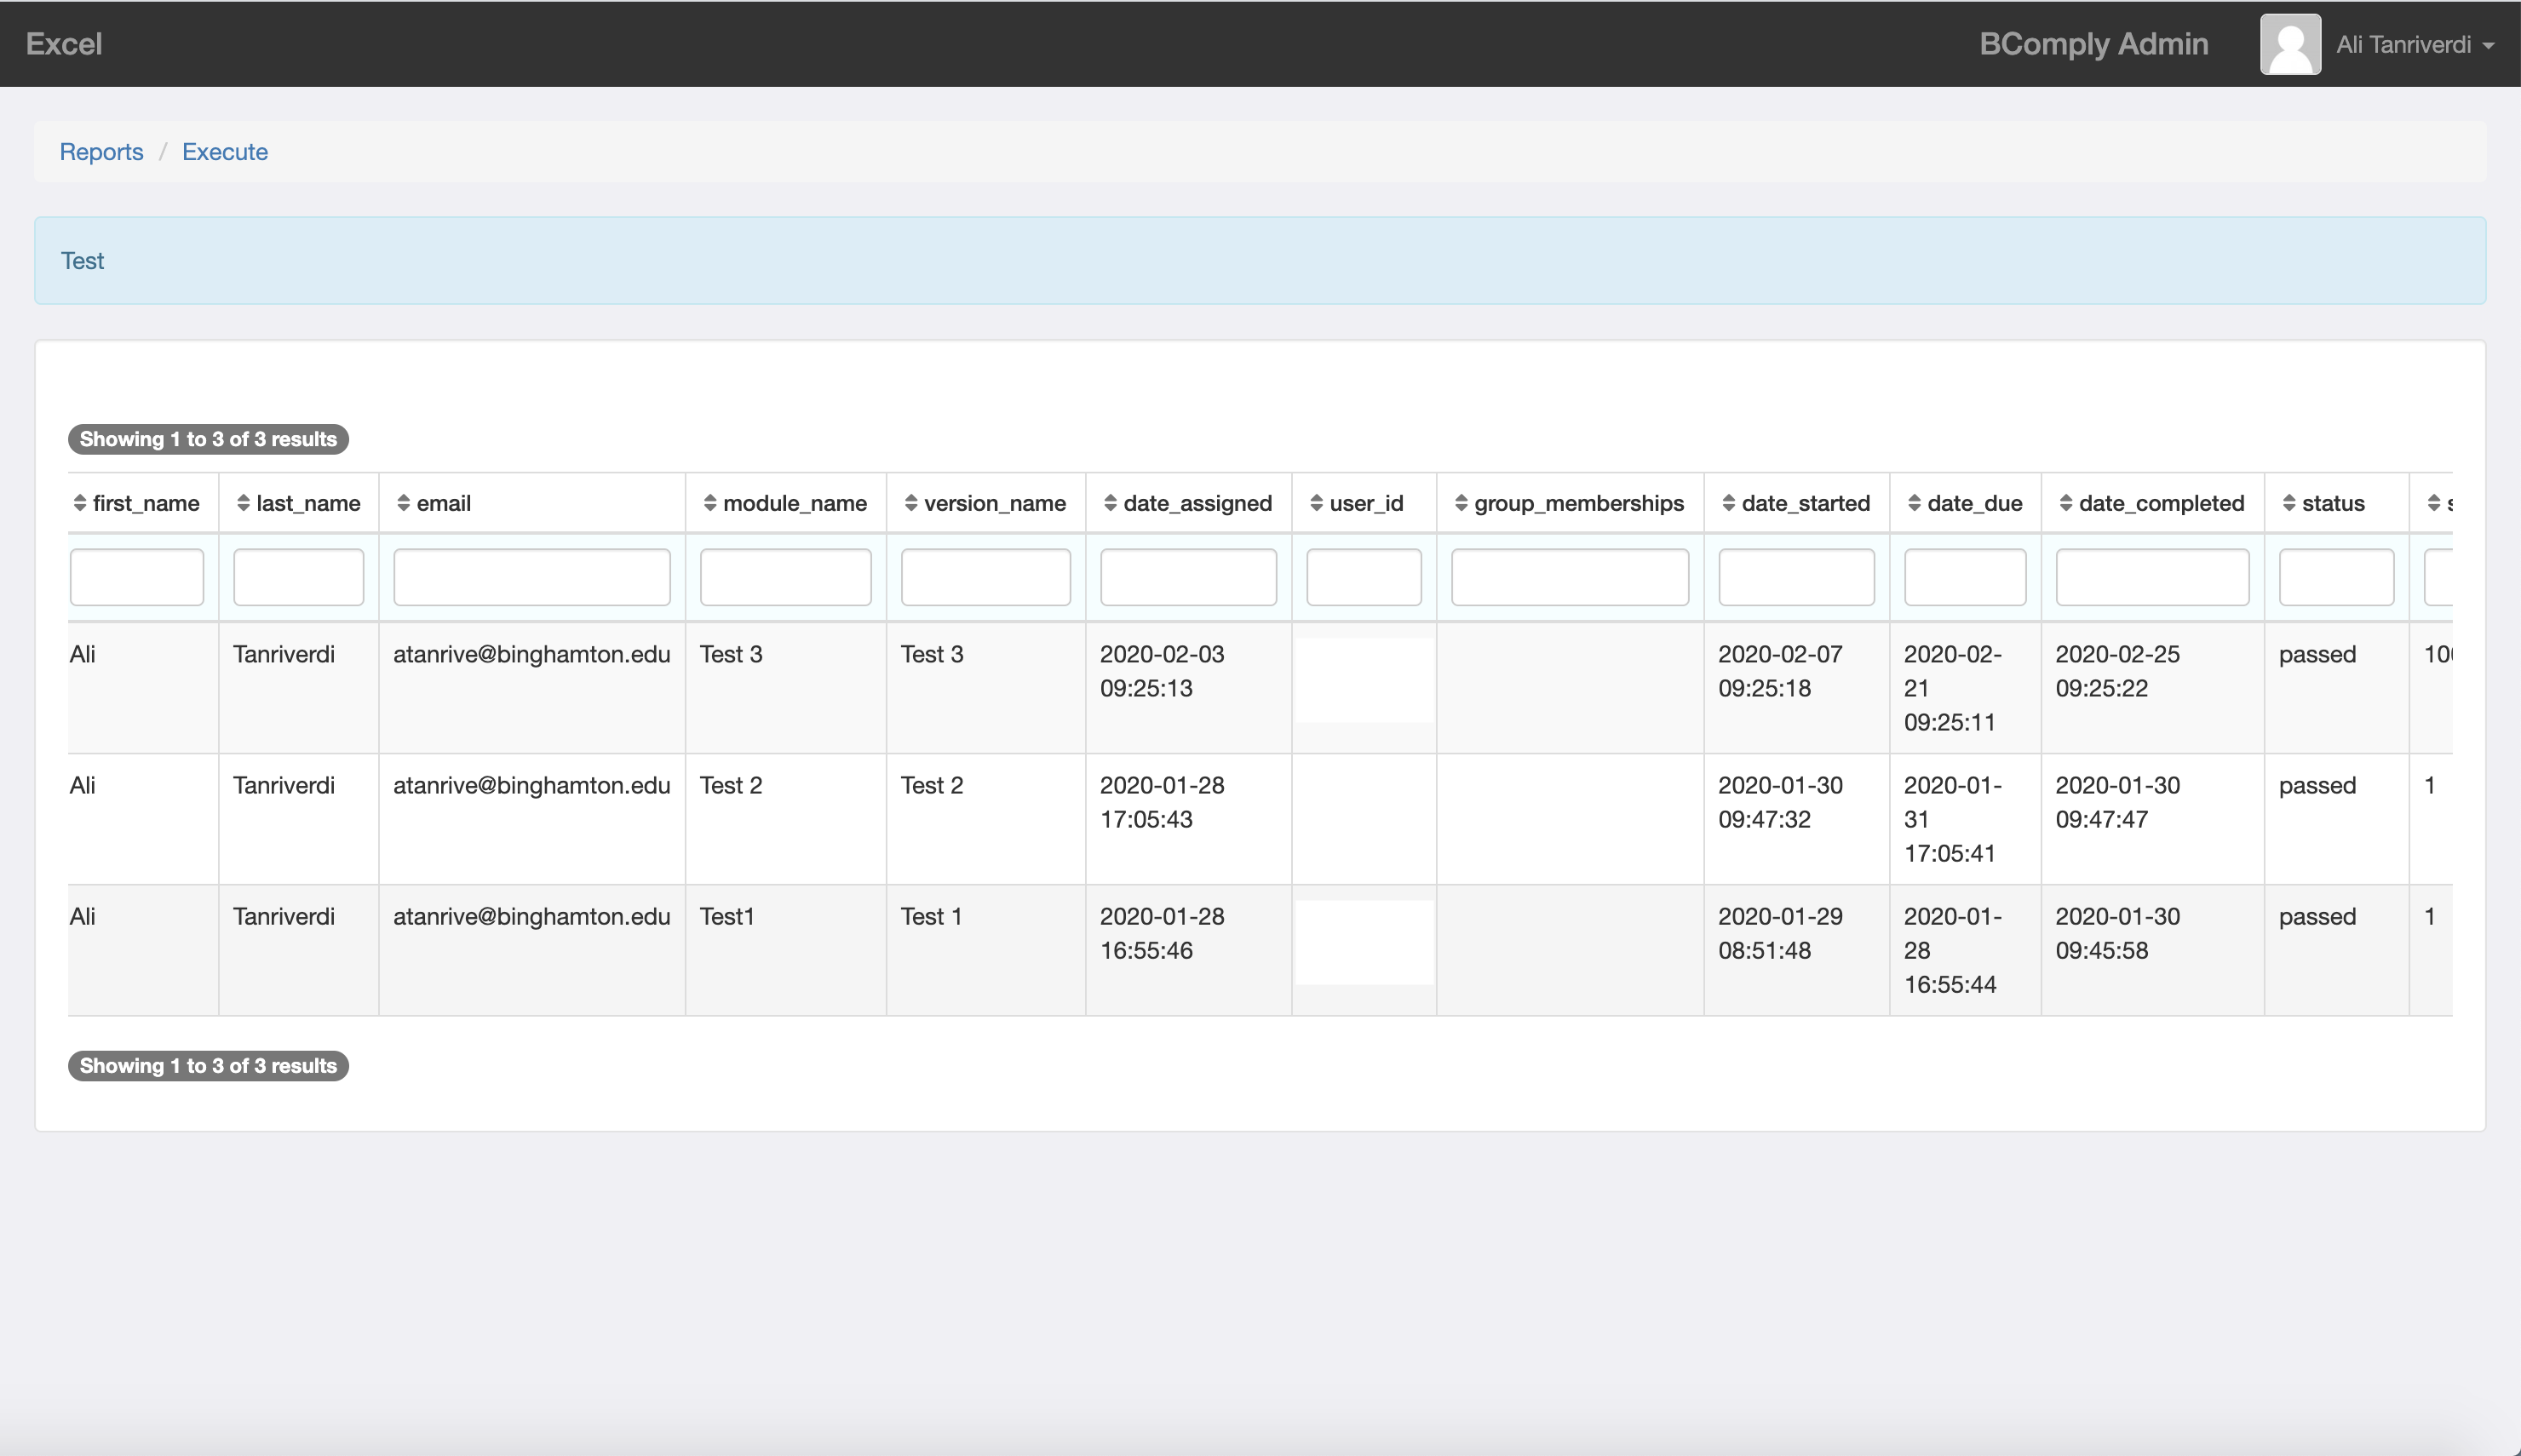 Excel
BComply Admin
Ali Tanriverdi
Reports / Execute
Test
Showing 1 to 3 of 3 results
first_name last_name email module_name version_name date_assigned user_id group_memberships date_started date_due date_completed status
Ali Tanriverdi atanrive@binghamton.edu Test 3 Test 3 2020-02-03 2020-02-07 2020-02- 2020-02-25 passed
09:25:13 09:25:18 21 09:25:22
09:25:11
Ali Tanriverdi atanrive@binghamton.edu Test 2 Test 2 2020-01-28 2020-01-30 2020-01- 2020-01-30 passed 1
17:05:43 09:47:32 31 09:47:47
17:05:41
Ali Tanriverdi atanrive@binghamton.edu Test1 Test 1 2020-01-28 2020-01-29 2020-01- 2020-01-30 passed 1
16:55:46 08:51:48 28 09:45:58
16:55:44
Showing 1 to 3 of 3 results